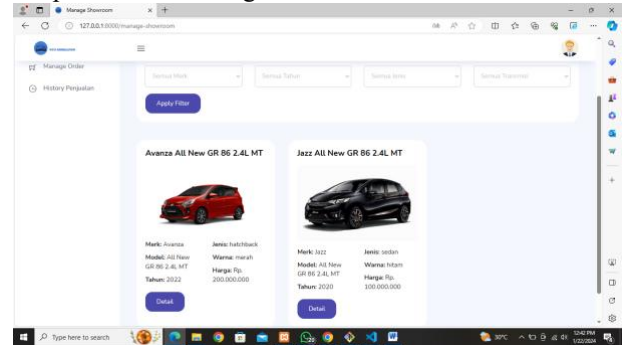 Manage Showroom
127.0.0.1:8000/manage-showroom
Manage Order
History Penjualan
Semua Merk
Semua Tahun
Semua Jenis
Semua Transmisi
Apply Filter
Avanza All New GR 86 2.4L MT
Jazz All New GR 86 2.4L MT
Merk: Avanza
Jenis: hatchback
Model: All New GR 86 2.4L MT
Warna: merah
Tahun: 2022
Harga: Rp. 200.000.000
Detail
Merk: Jazz
Jenis: sedan
Model: All New GR 86 2.4L MT
Warna: hitam
Tahun: 2020
Harga: Rp. 100.000.000
Detail
Type here to search
30°C
12:42 PM
1/22/2024